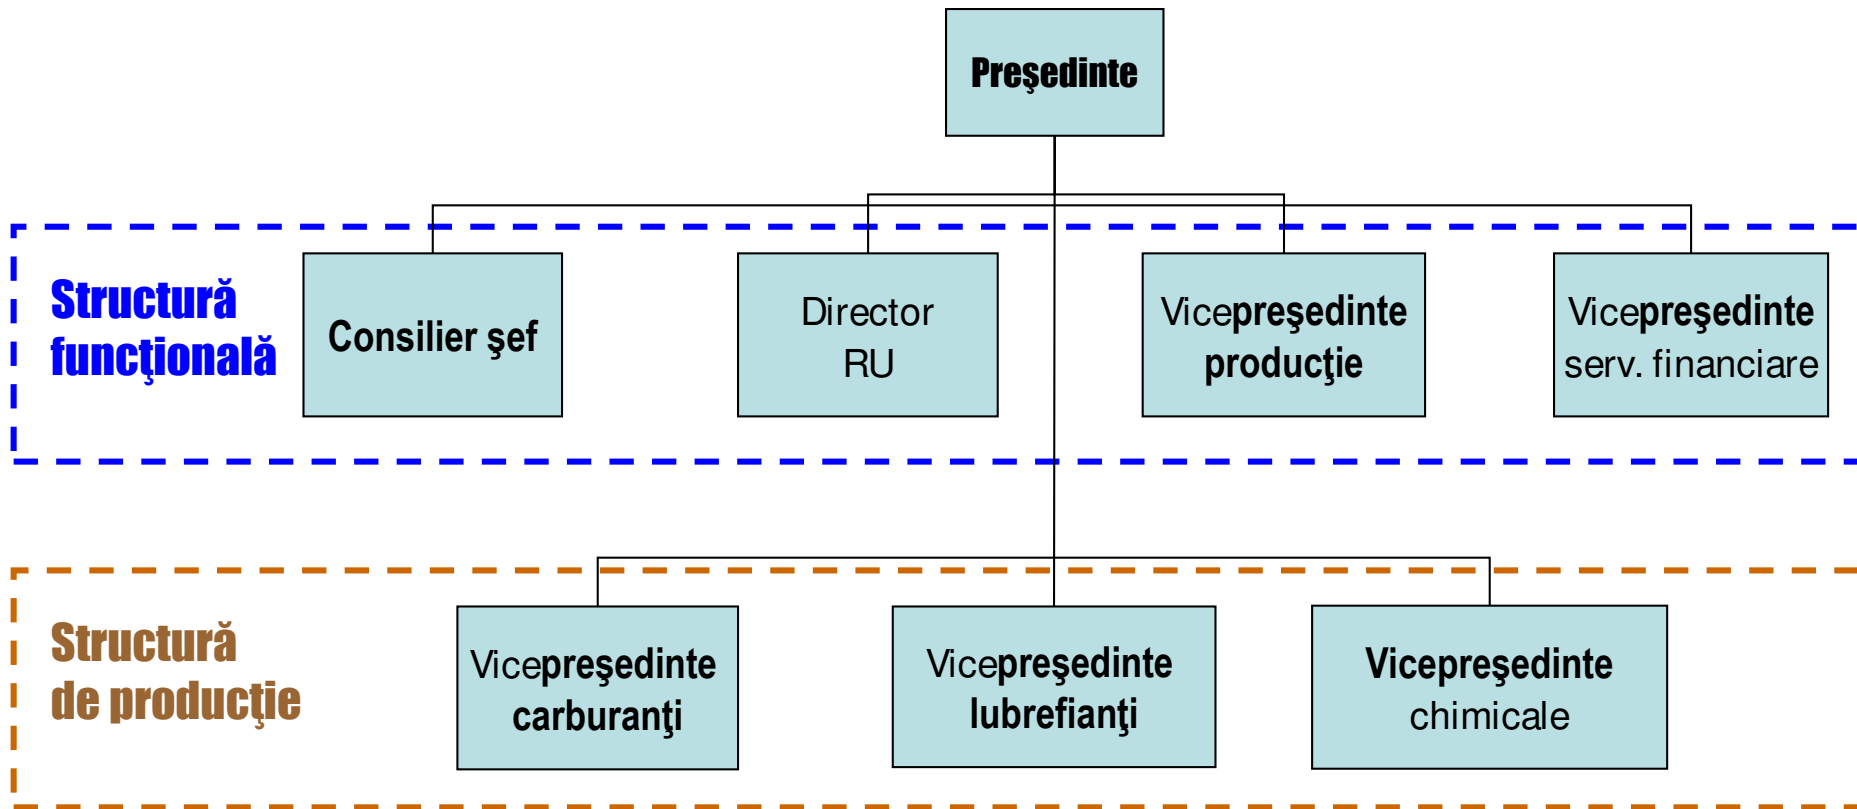 Preşedinte
Structură
funcţională
Consilier şef
Director
RU
Vicepreşedinte
producţie
Vicepreşedinte
serv. financiare
Structură
de producţie
Vicepreşedinte
carburanţi
Vicepreşedinte
lubrefianţi
Vicepreşedinte
chimicale